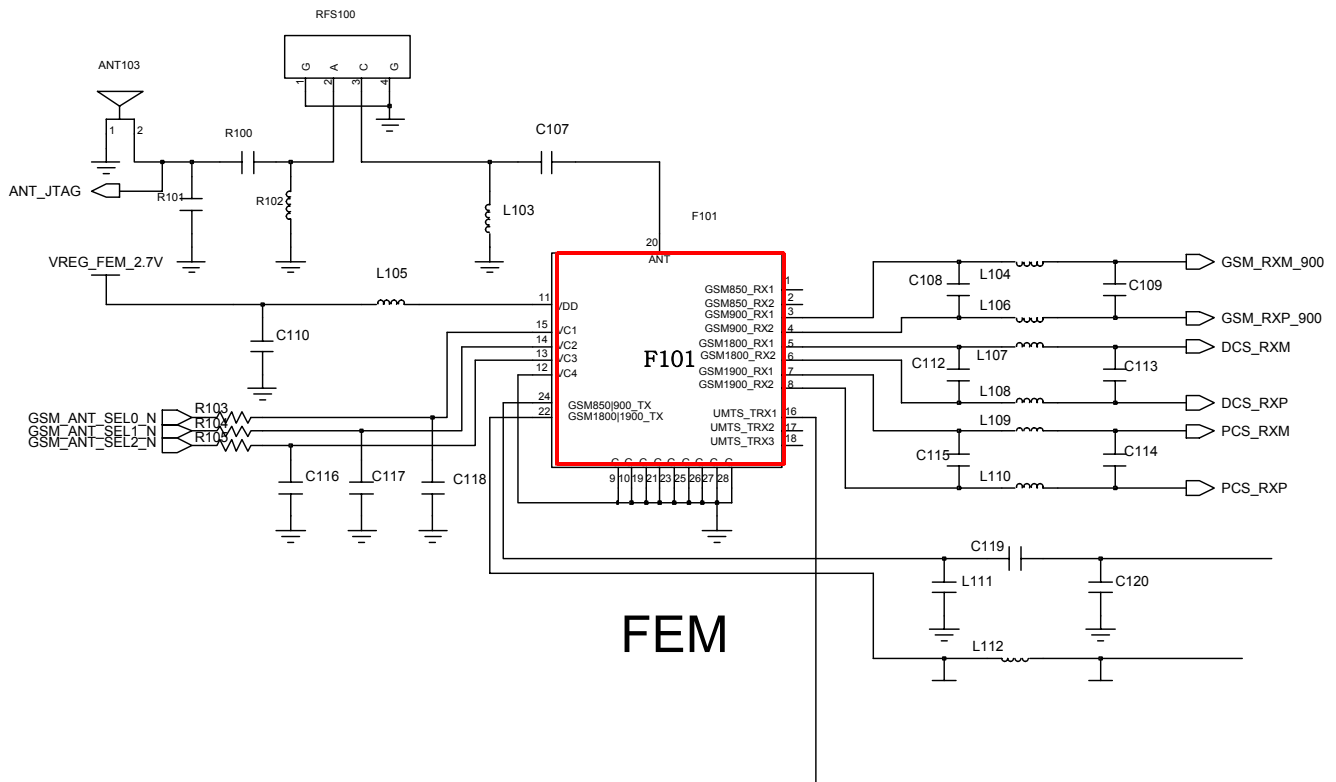 RFS100
G A C G
1 2 3 4
ANT103
1 2
R100
C107
ANT_JTAG
R101
R102
L103
F101
20
ANT
VREG_FEM_2.7V
L105
C110
11 VDD
15 VC1
14 VC2
13 VC3
12 VC4
24 GSM850|900_TX
22 GSM1800|1900_TX
F101
GSM850_RX1 1
GSM850_RX2 2
GSM900_RX1 3
GSM900_RX2 4
GSM1800_RX1 5
GSM1800_RX2 6
GSM1900_RX1 7
GSM1900_RX2 8
UMTS_TRX1 16
UMTS_TRX2 17
UMTS_TRX3 18
G G G G G G G G G
9 10 19 21 23 25 26 27 28
C108 L104 C109 GSM_RXM_900
L106 GSM_RXP_900
L107 DCS_RXM
C112 C113
L108 DCS_RXP
L109 PCS_RXM
C115 C114
L110 PCS_RXP
GSM_ANT_SEL0_N R103
GSM_ANT_SEL1_N R104
GSM_ANT_SEL2_N R105
C116 C117 C118
C119
L111 C120
FEM
L112